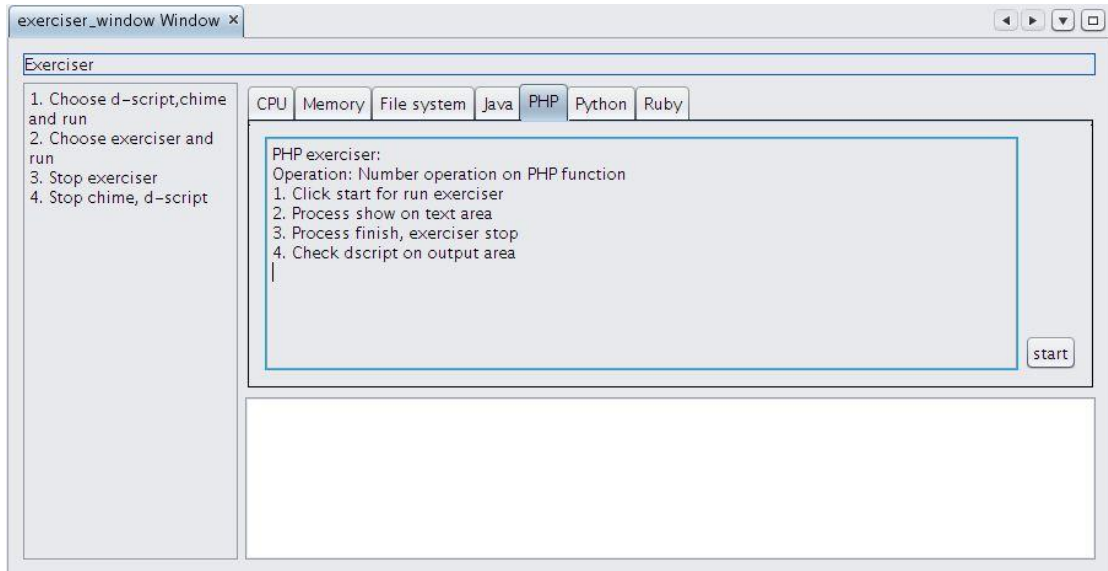 exerciser_window Window ×
Exerciser
1. Choose d-script,chime
and run
2. Choose exerciser and
run
3. Stop exerciser
4. Stop chime, d-script
CPU Memory File system Java PHP Python Ruby
PHP exerciser:
Operation: Number operation on PHP function
1. Click start for run exerciser
2. Process show on text area
3. Process finish, exerciser stop
4. Check dscript on output area
start